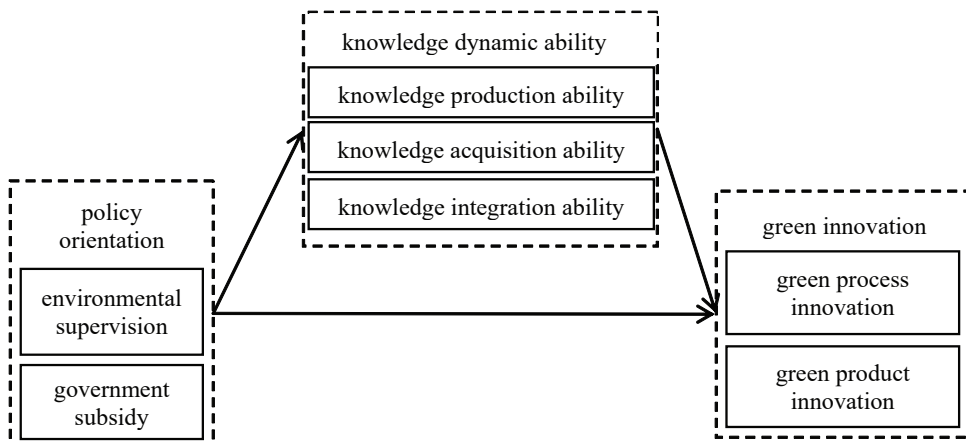 knowledge dynamic ability
knowledge production ability
knowledge acquisition ability
knowledge integration ability
policy
orientation
environmental
supervision
government
subsidy
green innovation
green process
innovation
green product
innovation